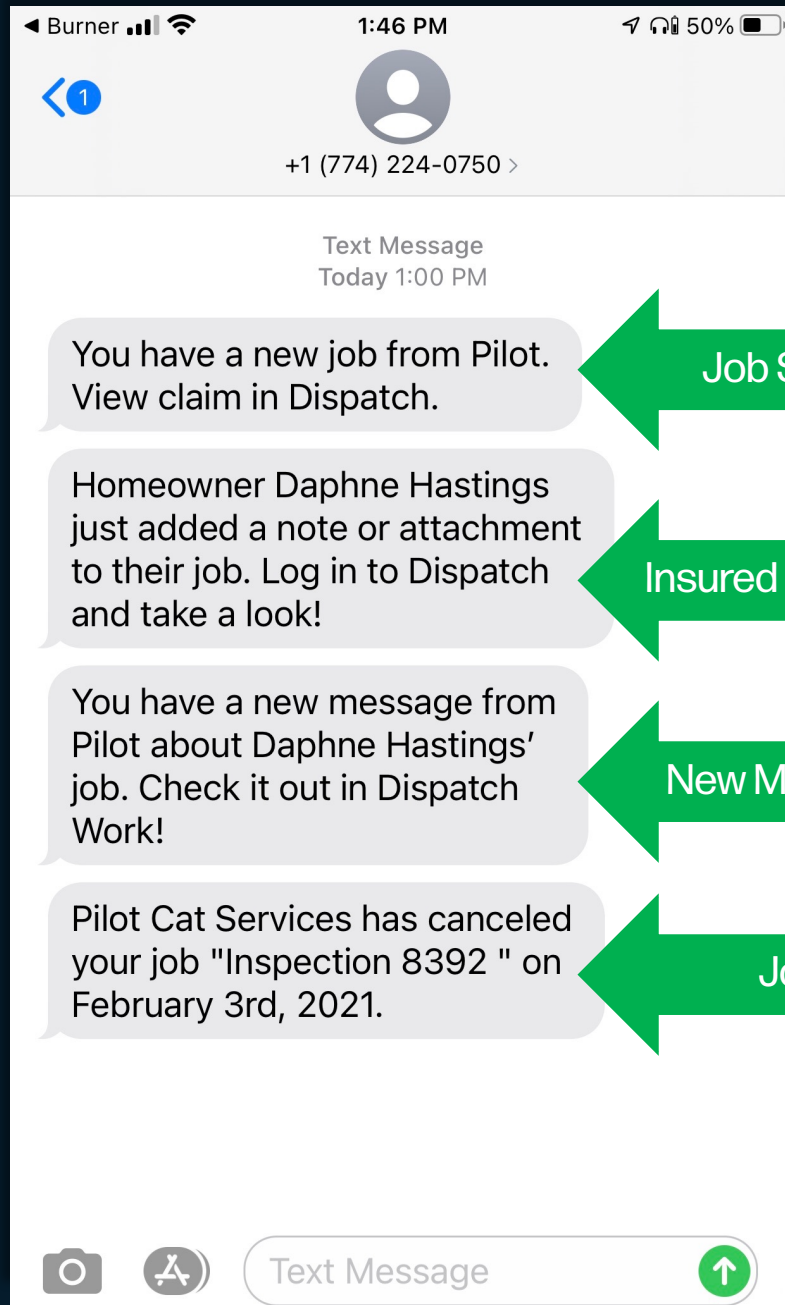 Burner
1:46 PM
50%
1
+1 (774) 224-0750
Text Message
Today 1:00 PM
You have a new job from Pilot.
View claim in Dispatch.
Job
Homeowner Daphne Hastings
just added a note or attachment
to their job. Log in to Dispatch
and take a look!
Insured
You have a new message from
Pilot about Daphne Hastings’
job. Check it out in Dispatch
Work!
New
Pilot Cat Services has canceled
your job "Inspection 8392 " on
February 3rd, 2021.
Text Message